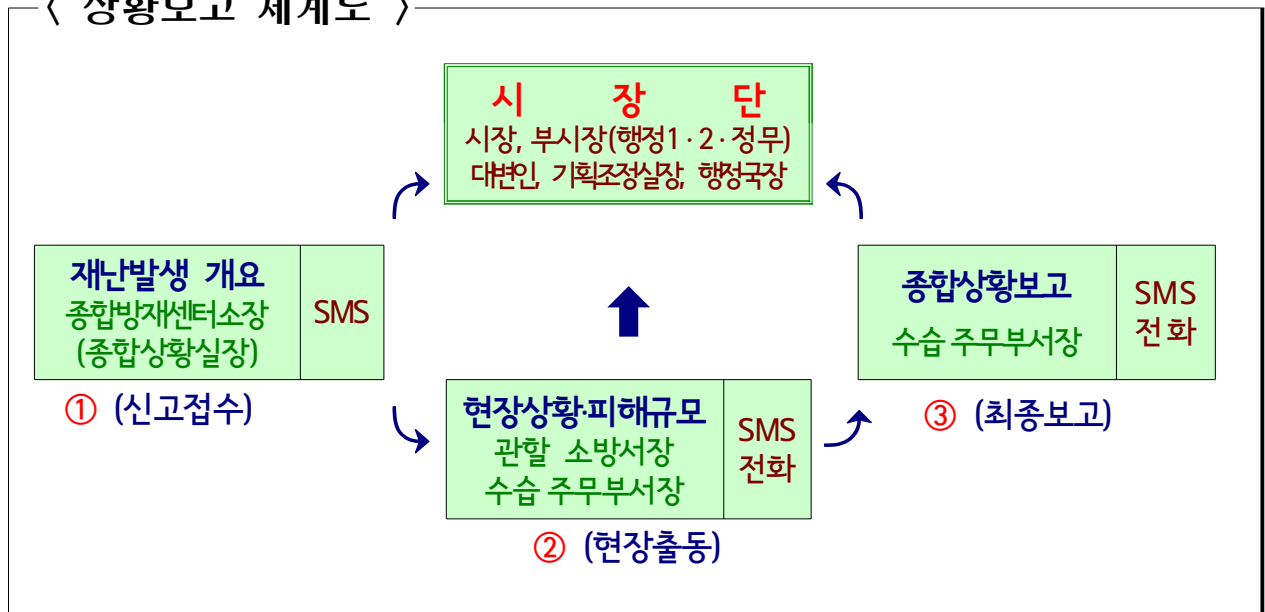 〈 상황보고 체계도 〉
시 장 단
시장, 부시장(행정1·2·정무)
대변인, 기획조정실장, 행정국장
재난발생 개요
종합방재센터소장
(종합상황실장)
SMS
① (신고접수)
현장상황·피해규모
관할 소방서장
수습 주무부서장
SMS
전화
② (현장출동)
종합상황보고
수습 주무부서장
SMS
전화
③ (최종보고)